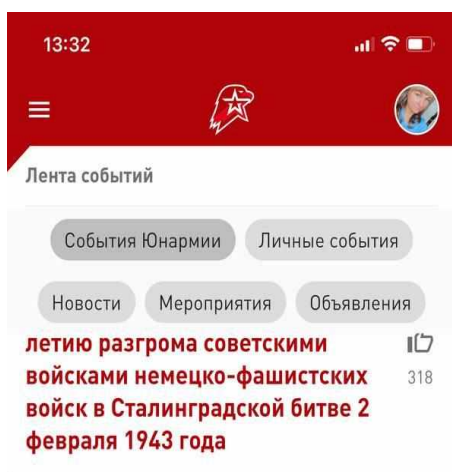 13:32
Лента событий
События Юнармии Личные события
Новости Мероприятия Объявления
летию разгрома советскими
войсками немецко-фашистских 318
войск в Сталинградской битве 2
февраля 1943 года